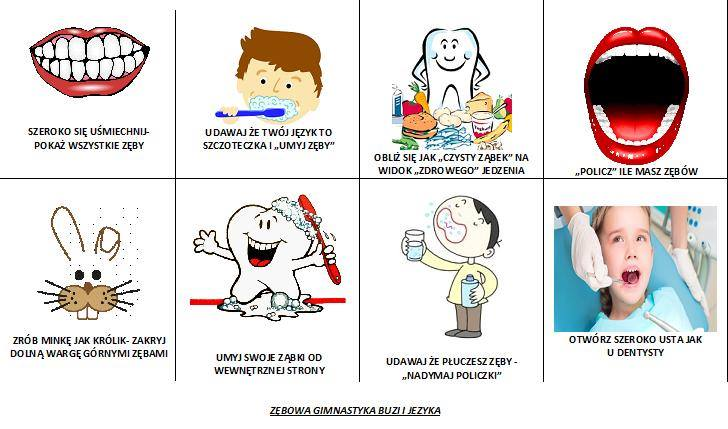 SZEROKO SIĘ UŚMIECHNIJ-
POKAŻ WSZYSTKIE ZĘBY
UDAWAJ ŻE TWÓJ JĘZYK TO
SZCZOTECZKA I „UMYJ ZĘBY”
OBLIŻ SIĘ JAK „CZYSTY ZĄBEK” NA
WIDOK „ZDROWEGO” JEDZENIA
„POLICZ” ILE MASZ ZĘBÓW
ZRÓB MINKĘ JAK KRÓLIK- ZAKRYJ
DOLNĄ WARGĘ GÓRNYMI ZĘBAMI
UMYJ SWOJE ZĄBKI OD
WEWNĘTRZNEJ STRONY
UDAWAJ ŻE PŁUCZESZ ZĘBY -
„NADYMAJ POLICZKI”
OTWÓRZ SZEROKO USTA JAK
U DENTYSTY
ZĘBOWA GIMNASTYKA BUZI I JEZYKA